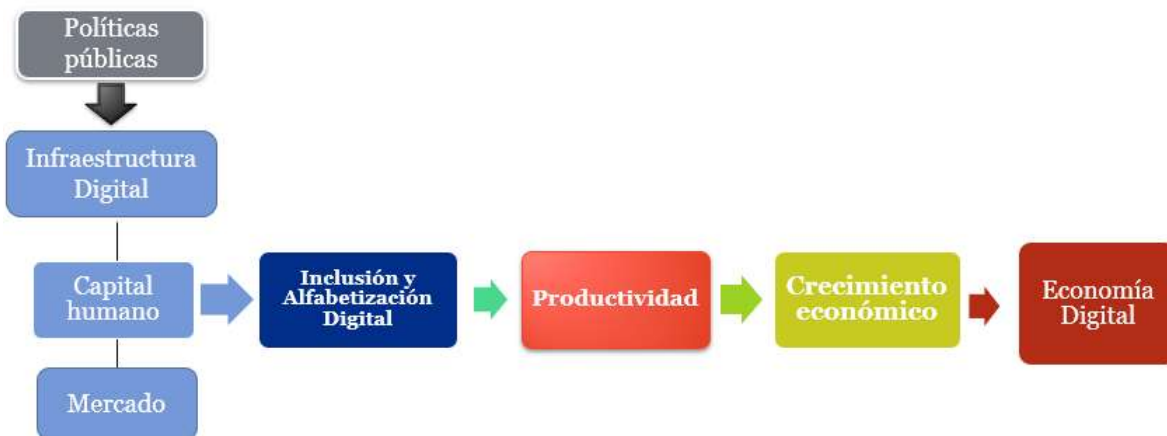 Políticas
públicas
Infraestructura
Digital
Capital
humano
Mercado
Inclusión y
Alfabetización
Digital
Productividad
Crecimiento
económico
Economía
Digital